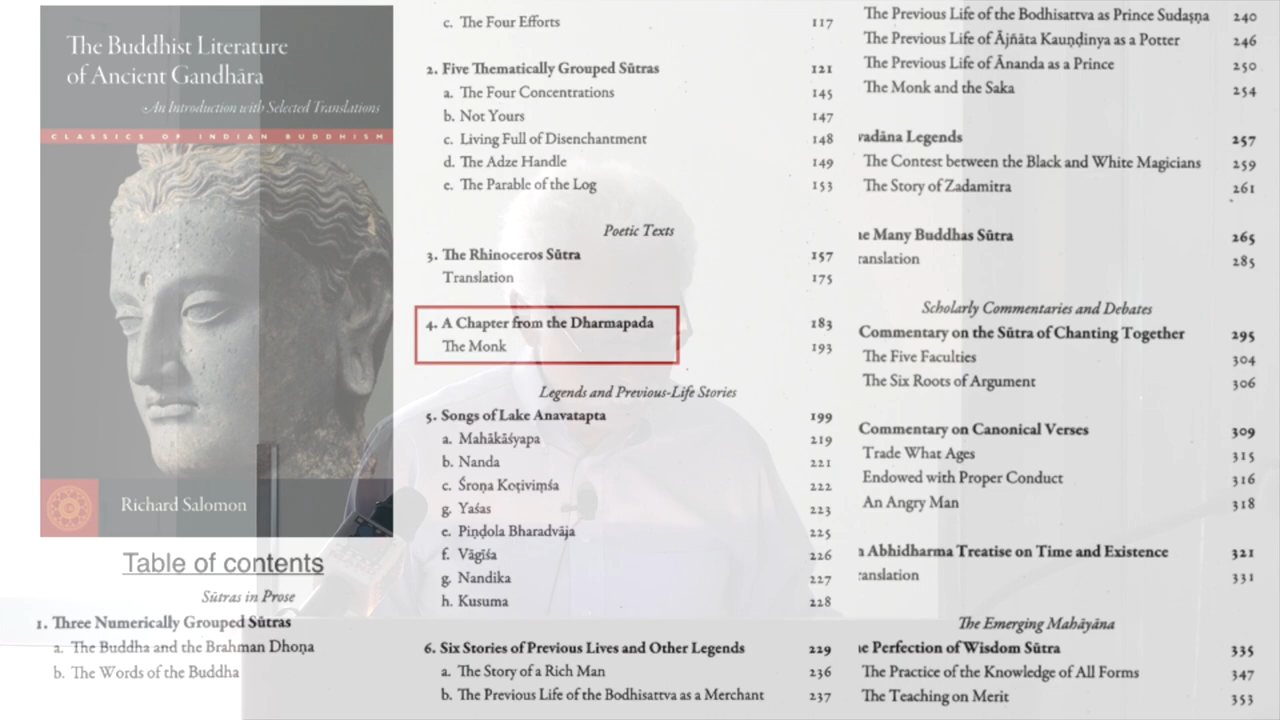 The Buddhist Literature
of Ancient Gandhāra
An Introduction with Selected Translations
CLASSICS OF INDIAN BUDDHISM
Richard Salomon
Table of contents
Sūtras in Prose
1. Three Numerically Grouped Sūtras
a. The Buddha and the Brahman Dhoṇa
b. The Words of the Buddha
c. The Four Efforts 117
2. Five Thematically Grouped Sūtras 121
a. The Four Concentrations 145
b. Not Yours 147
c. Living Full of Disenchantment 148
d. The Adze Handle 149
e. The Parable of the Log 153
Poetic Texts
3. The Rhinoceros Sūtra 157
Translation 175
4. A Chapter from the Dharmapada 183
The Monk 193
Legends and Previous-Life Stories
5. Songs of Lake Anavatapta 199
a. Mahākāśyapa 219
b. Nanda 221
c. Śroṇa Koṭiviṃśa 222
g. Yaśas 223
e. Piṇḍola Bharadvāja 225
f. Vāgīśa 226
g. Nandika 227
h. Kusuma 228
6. Six Stories of Previous Lives and Other Legends 229
a. The Story of a Rich Man 236
b. The Previous Life of the Bodhisattva as Merchant 237
The Previous Life of the Bodhisattva as Prince Sudaṣṇa 240
The Previous Life of Ājñāta Kauṇḍinya as a Potter 246
The Previous Life of Ānanda as a Prince 250
The Monk and the Saka 254
vadāna Legends 257
The Contest between the Black and White Magicians 259
The Story of Zadamitra 261
ne Many Buddhas Sūtra 265
ranslation 285
Scholarly Commentaries and Debates
Commentary on the Sūtra of Chanting Together 295
The Five Faculties 304
The Six Roots of Argument 306
Commentary on Canonical Verses 309
Trade What Ages 315
Endowed with Proper Conduct 316
An Angry Man 318
Abhidharma Treatise on Time and Existence 321
ranslation 331
The Emerging Mahāyāna
Perfection of Wisdom Sūtra 335
The Practice of the Knowledge of All Forms 347
The Teaching on Merit 353